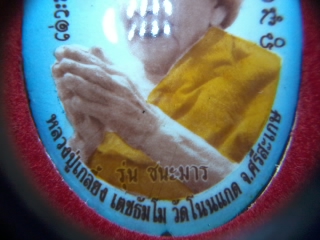 รุ่น ชนะมาร
หลวงปู่เกลี้ยง เตชธัมโม วัดโนนแกด จ.ศรีสะเกษ